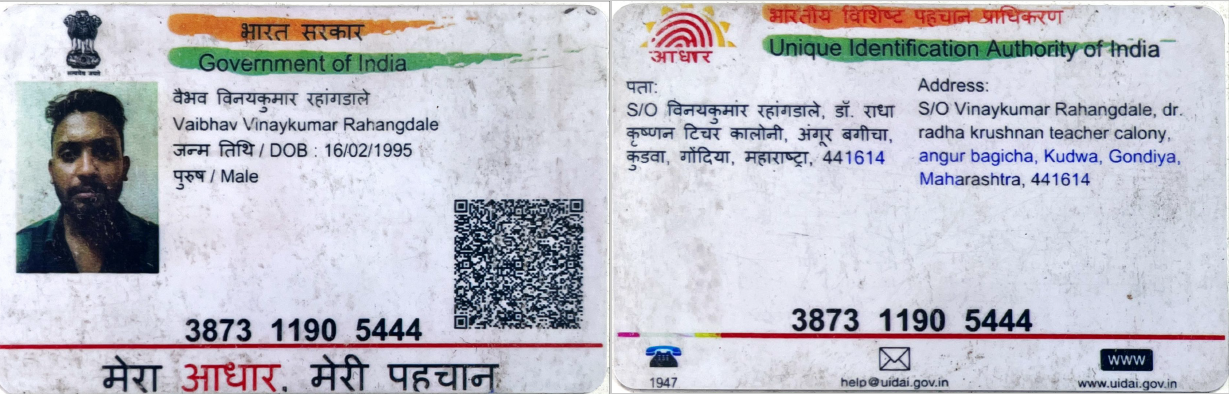 भारत सरकार
Government of India
वैभव विनयकुमार रहांगडाले
Vaibhav Vinaykumar Rahangdale
जन्म तिथि / DOB : 16/02/1995
पुरुष / Male
3873 1190 5444
मेरा आधार, मेरी पहचान
भारतीय विशिष्ट पहचान प्राधिकरण
Unique Identification Authority of India
आधार
पता:
S/O विनयकुमार रहांगडाले, डॉ. राधा
कृष्णन टिचर कालोनी, अंगूर बगीचा,
कुडवा, गोंदिया, महाराष्ट्रा, 441614
Address:
S/O Vinaykumar Rahangdale, dr.
radha krushnan teacher calony,
angur bagicha, Kudwa, Gondiya,
Maharashtra, 441614
3873 1190 5444
1947
help@uidai.gov.in
www
www.uidai.gov.in